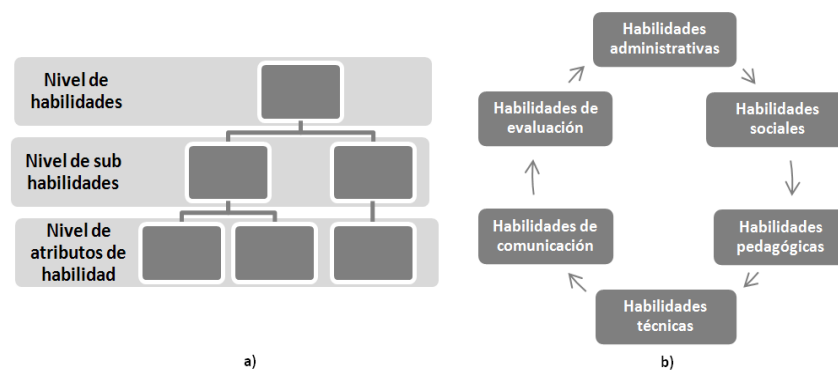 Nivel de
habilidades
Nivel de sub
habilidades
Nivel de
atributos de
habilidad
a)
Habilidades
administrativas
Habilidades
sociales
Habilidades
pedagógicas
Habilidades
técnicas
Habilidades de
comunicación
Habilidades de
evaluación
b)